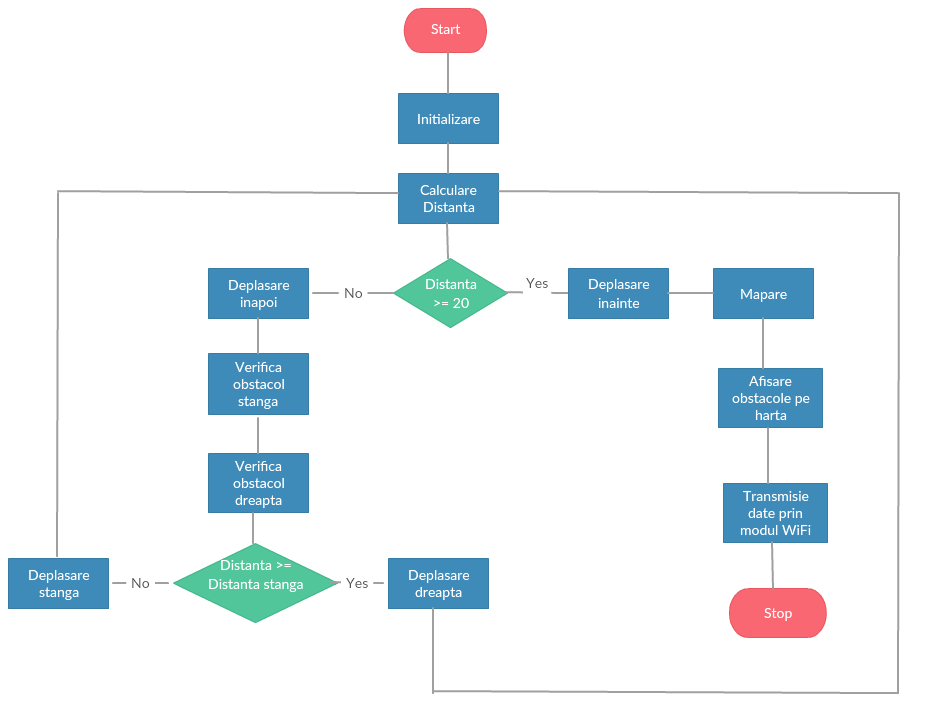 Start
Initializare
Calculare
Distanta
Distanta
>= 20
No
Yes
Deplasare
inapoi
Deplasare
inainte
Mapare
Verifica
obstacol
stanga
Afisare
obstacole pe
harta
Verifica
obstacol
dreapta
Transmisie
date prin
modul WiFi
Distanta >=
Distanta stanga
No
Yes
Deplasare
stanga
Deplasare
dreapta
Stop